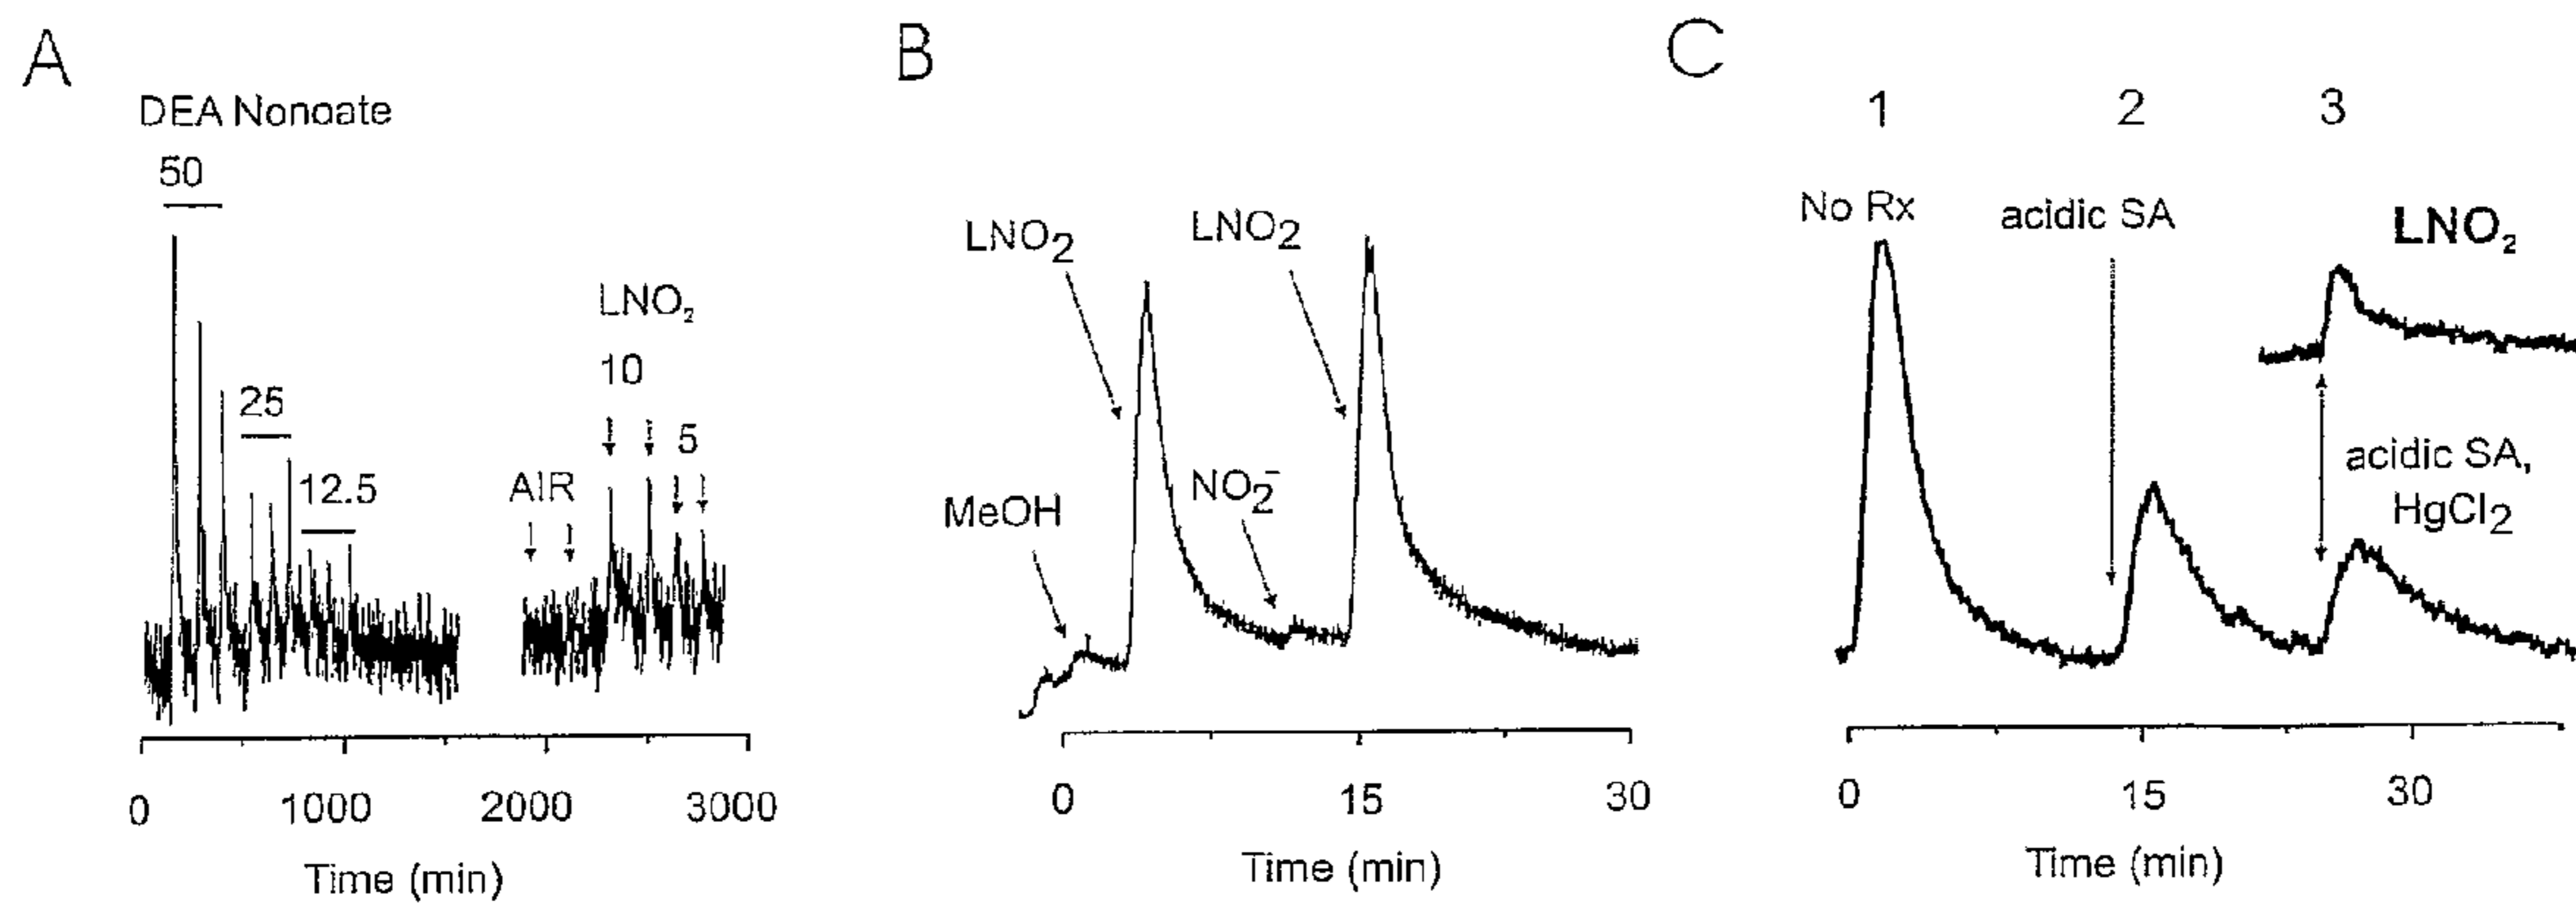 A
DEA Nonoate
50
25
12.5
AIR
LNO₂
10
5
0 1000 2000 3000
Time (min)
B
LNO2
LNO2
MeOH
NO2⁻
0 15 30
Time (min)
C
1 2 3
No Rx
acidic SA
LNO₂
acidic SA,
HgCl2
0 15 30
Time (min)